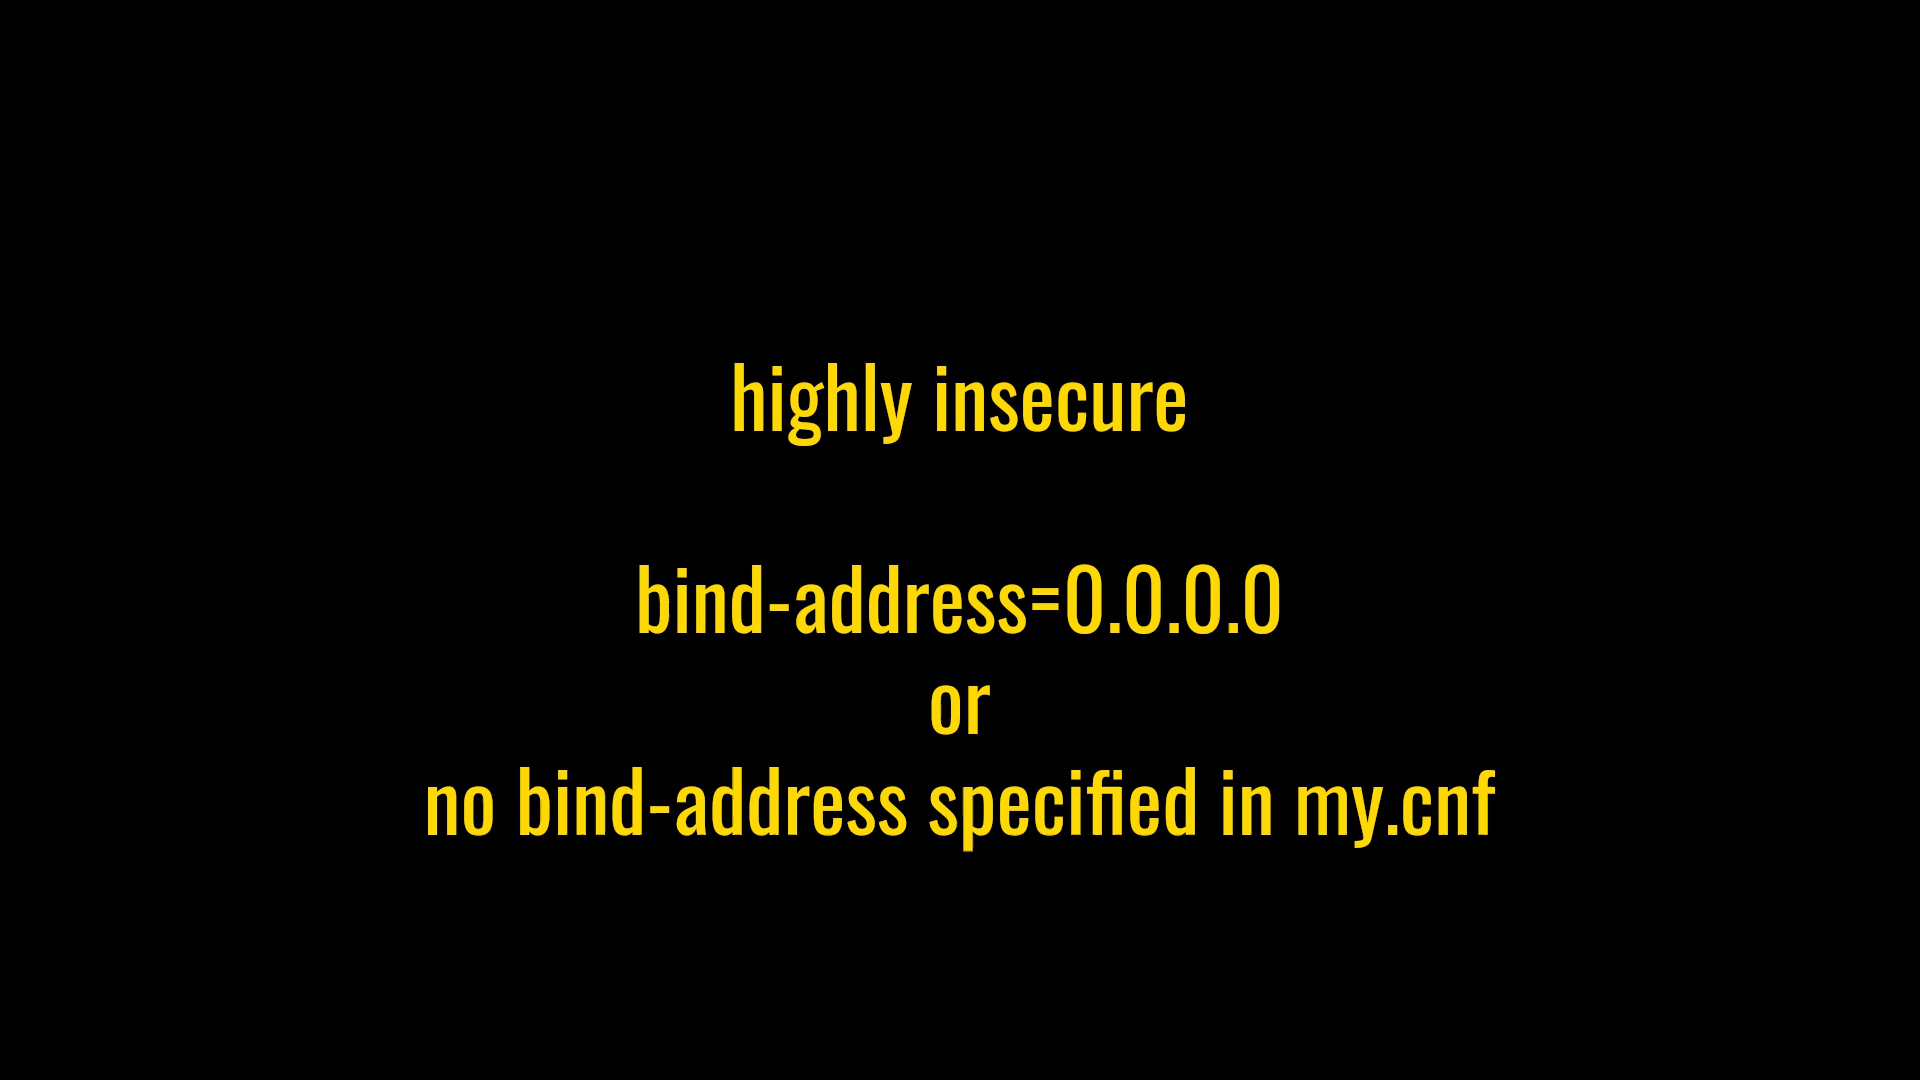 highly insecure
bind-address=0.0.0.0
or
no bind-address specified in my.cnf